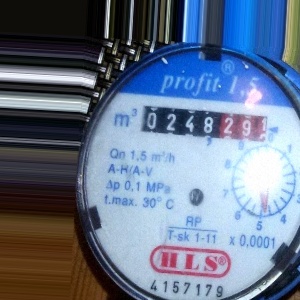 profit 1,5 ®
m³ 0248291
Qn 1,5 m³/h
A-H/A-V
Δp 0,1 MPa
t.max. 30° C
RP
T-sk 1-11
x 0,0001
HLS®
4157179